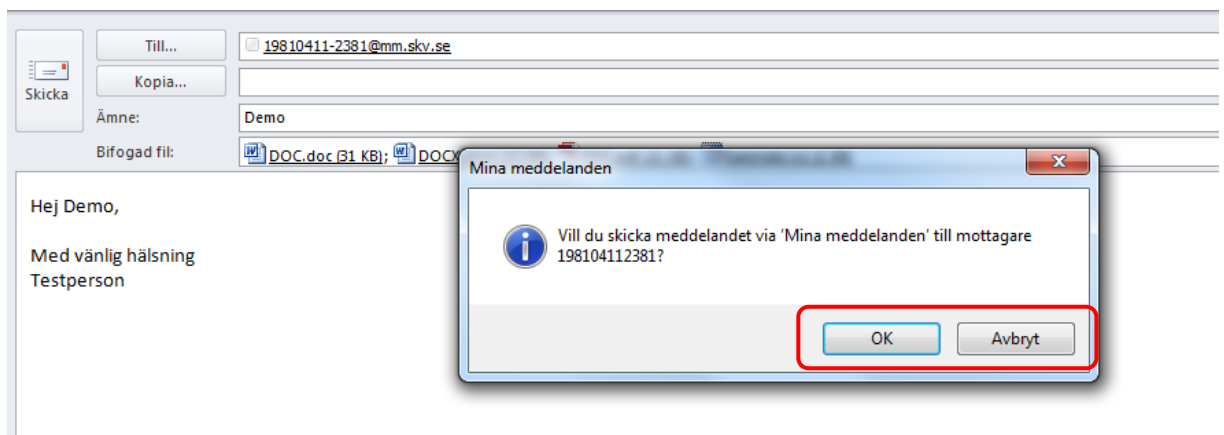 Skicka
Till...
19810411-2381@mm.skv.se
Kopia...
Ämne:
Demo
Bifogad fil:
DOC.doc (31 KB); DOCX
Mina meddelanden
Vill du skicka meddelandet via 'Mina meddelanden' till mottagare
198104112381?
OK
Avbryt
Hej Demo,
Med vänlig hälsning
Testperson